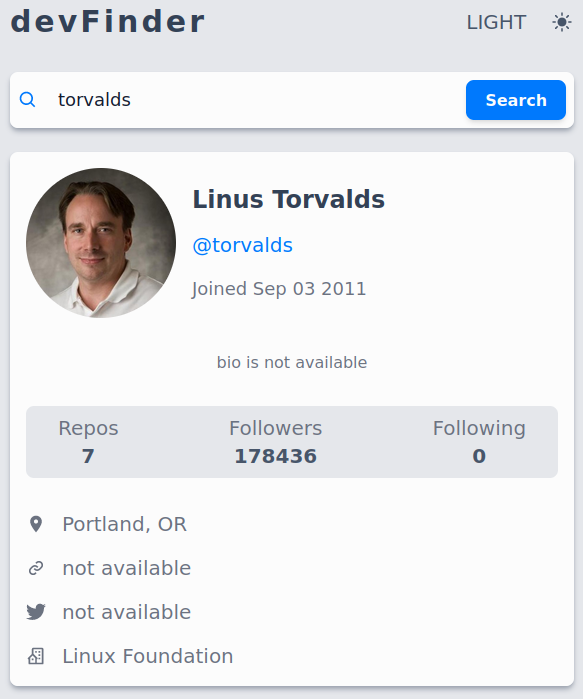 devFinder LIGHT
torvalds Search
Linus Torvalds
@torvalds
Joined Sep 03 2011
bio is not available
Repos Followers Following
7 178436 0
Portland, OR
not available
not available
Linux Foundation